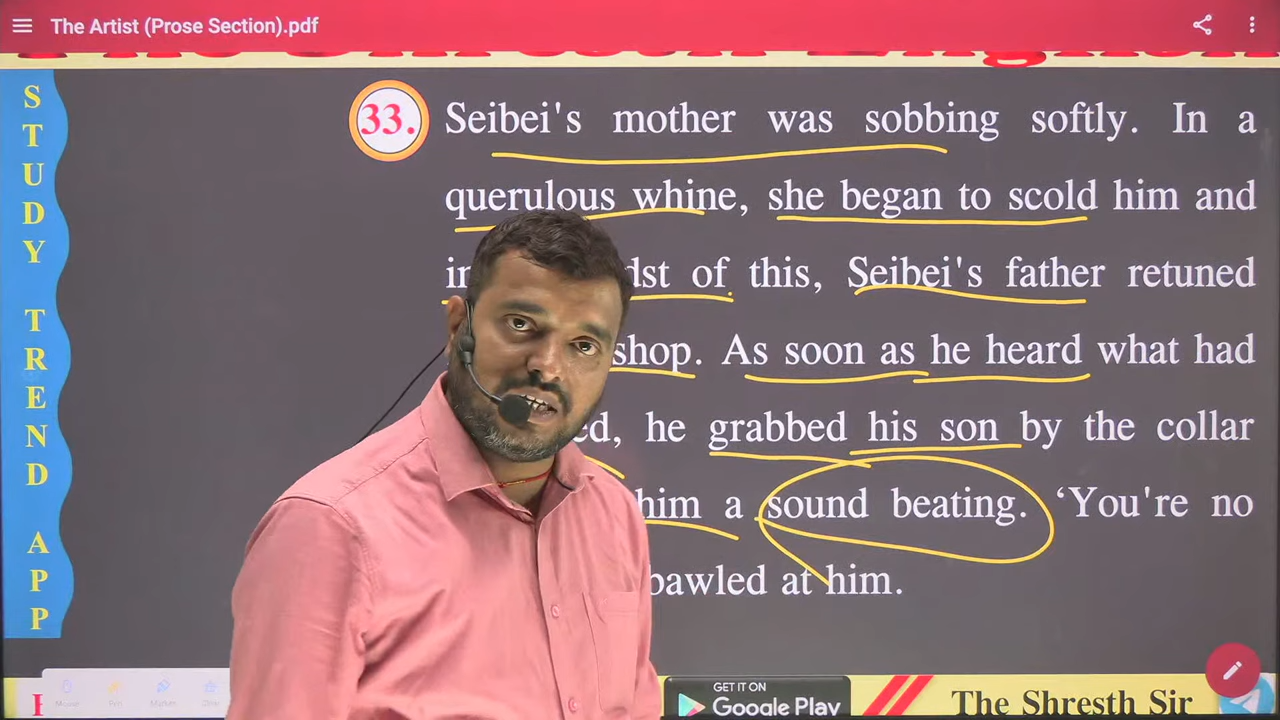 The Artist (Prose Section).pdf
STUDY TREND APP
33.
Seibei's mother was sobbing softly. In a
querulous whine, she began to scold him and
dst of this, Seibei's father retuned
shop. As soon as he heard what had
ed, he grabbed his son by the collar
him a sound beating. ‘You're no
bawled at him.
GET IT ON
Google Play
The Shresth Sir